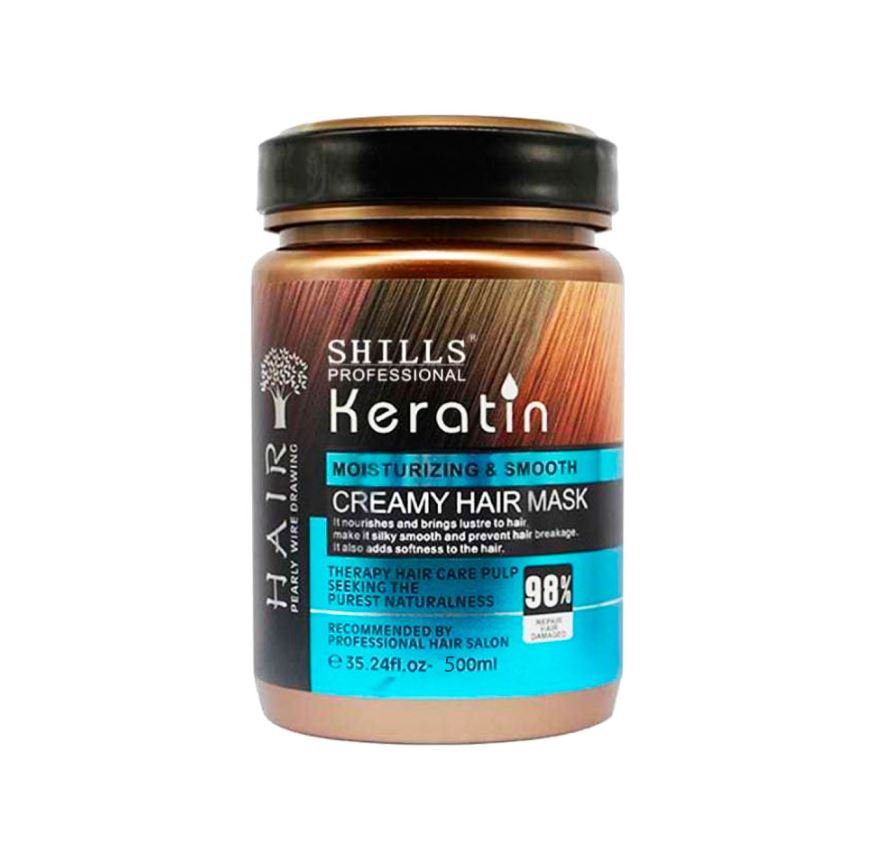 SHILLS®
PROFESSIONAL
Keratin
MOISTURIZING & SMOOTH
CREAMY HAIR MASK
It nourishes and brings lustre to hair.
make it silky smooth and prevent hair breakage.
It also adds softness to the hair.
THERAPY HAIR CARE PULP
SEEKING THE
PUREST NATURALNESS
98%
REPAIR
HAIR
DAMAGED
RECOMMENDED BY
PROFESSIONAL HAIR SALON
℮ 35.24fl.oz- 500ml
HAIR
PEARLY WIRE DRAWING